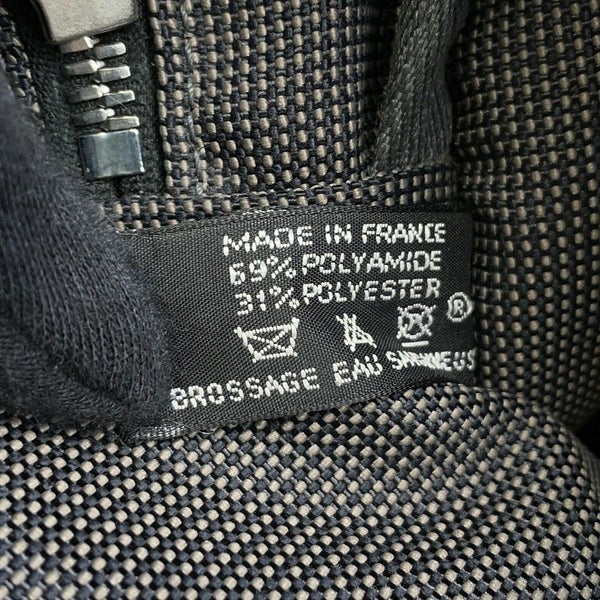 MADE IN FRANCE
69% POLYAMIDE
31% POLYESTER
®
BROSSAGE EAU